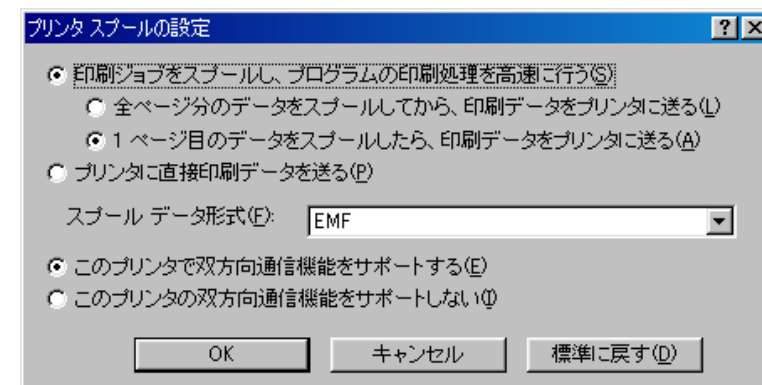 プリンタ スプールの設定
印刷ジョブをスプールし、プログラムの印刷処理を高速に行う(S)
全ページ分のデータをスプールしてから、印刷データをプリンタに送る(L)
1 ページ目のデータをスプールしたら、印刷データをプリンタに送る(A)
プリンタに直接印刷データを送る(P)
スプール データ形式(F): EMF
このプリンタで双方向通信機能をサポートする(E)
このプリンタの双方向通信機能をサポートしない(I)
OK キャンセル 標準に戻す(D)